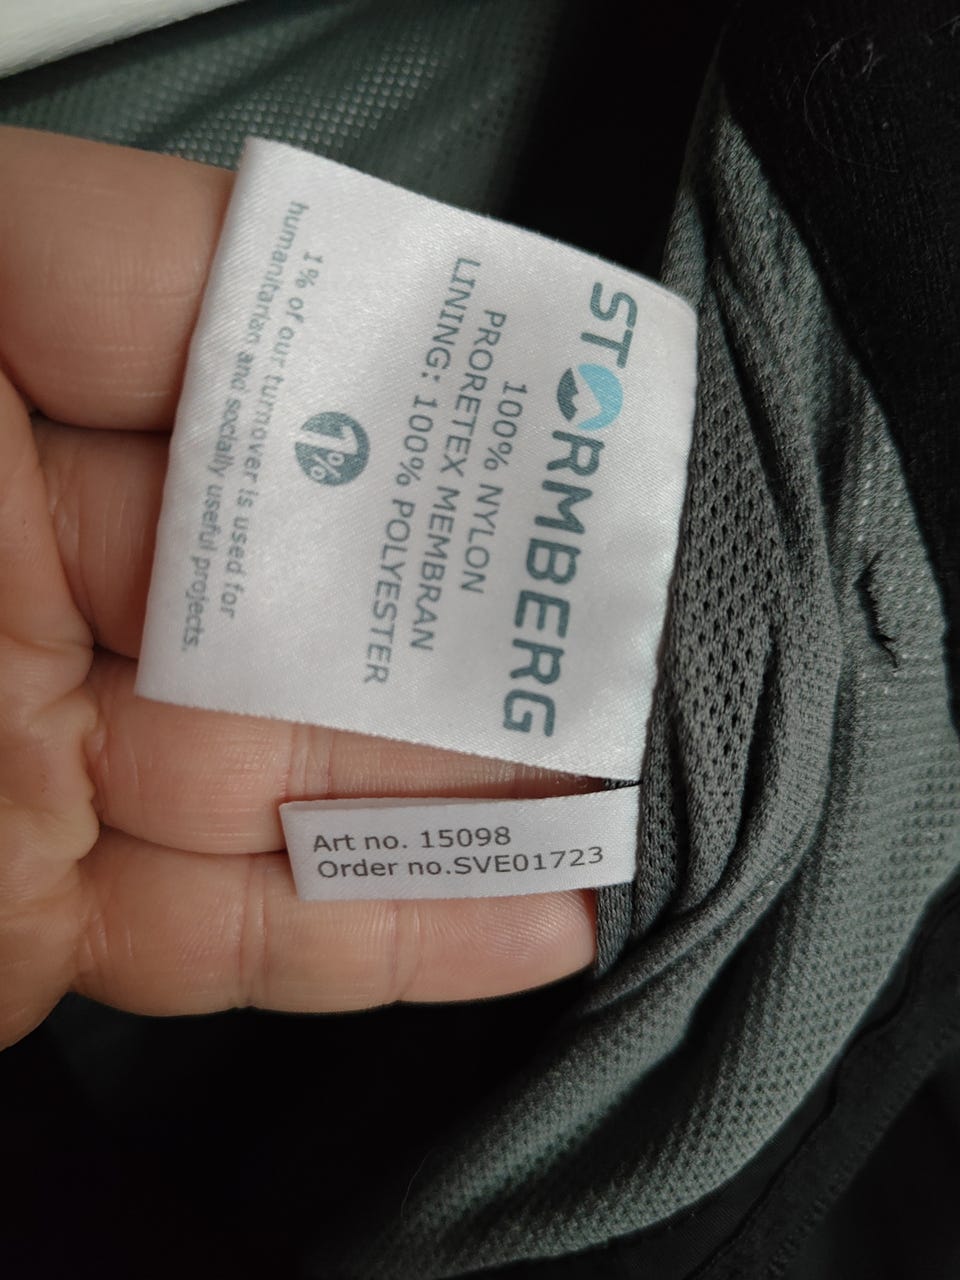 STORMBERG
100% NYLON
PRORETEX MEMBRAN
LINING: 100% POLYESTER
1%
1% of our turnover is used for
humanitarian and socially useful projects.
Art no. 15098
Order no.SVE01723